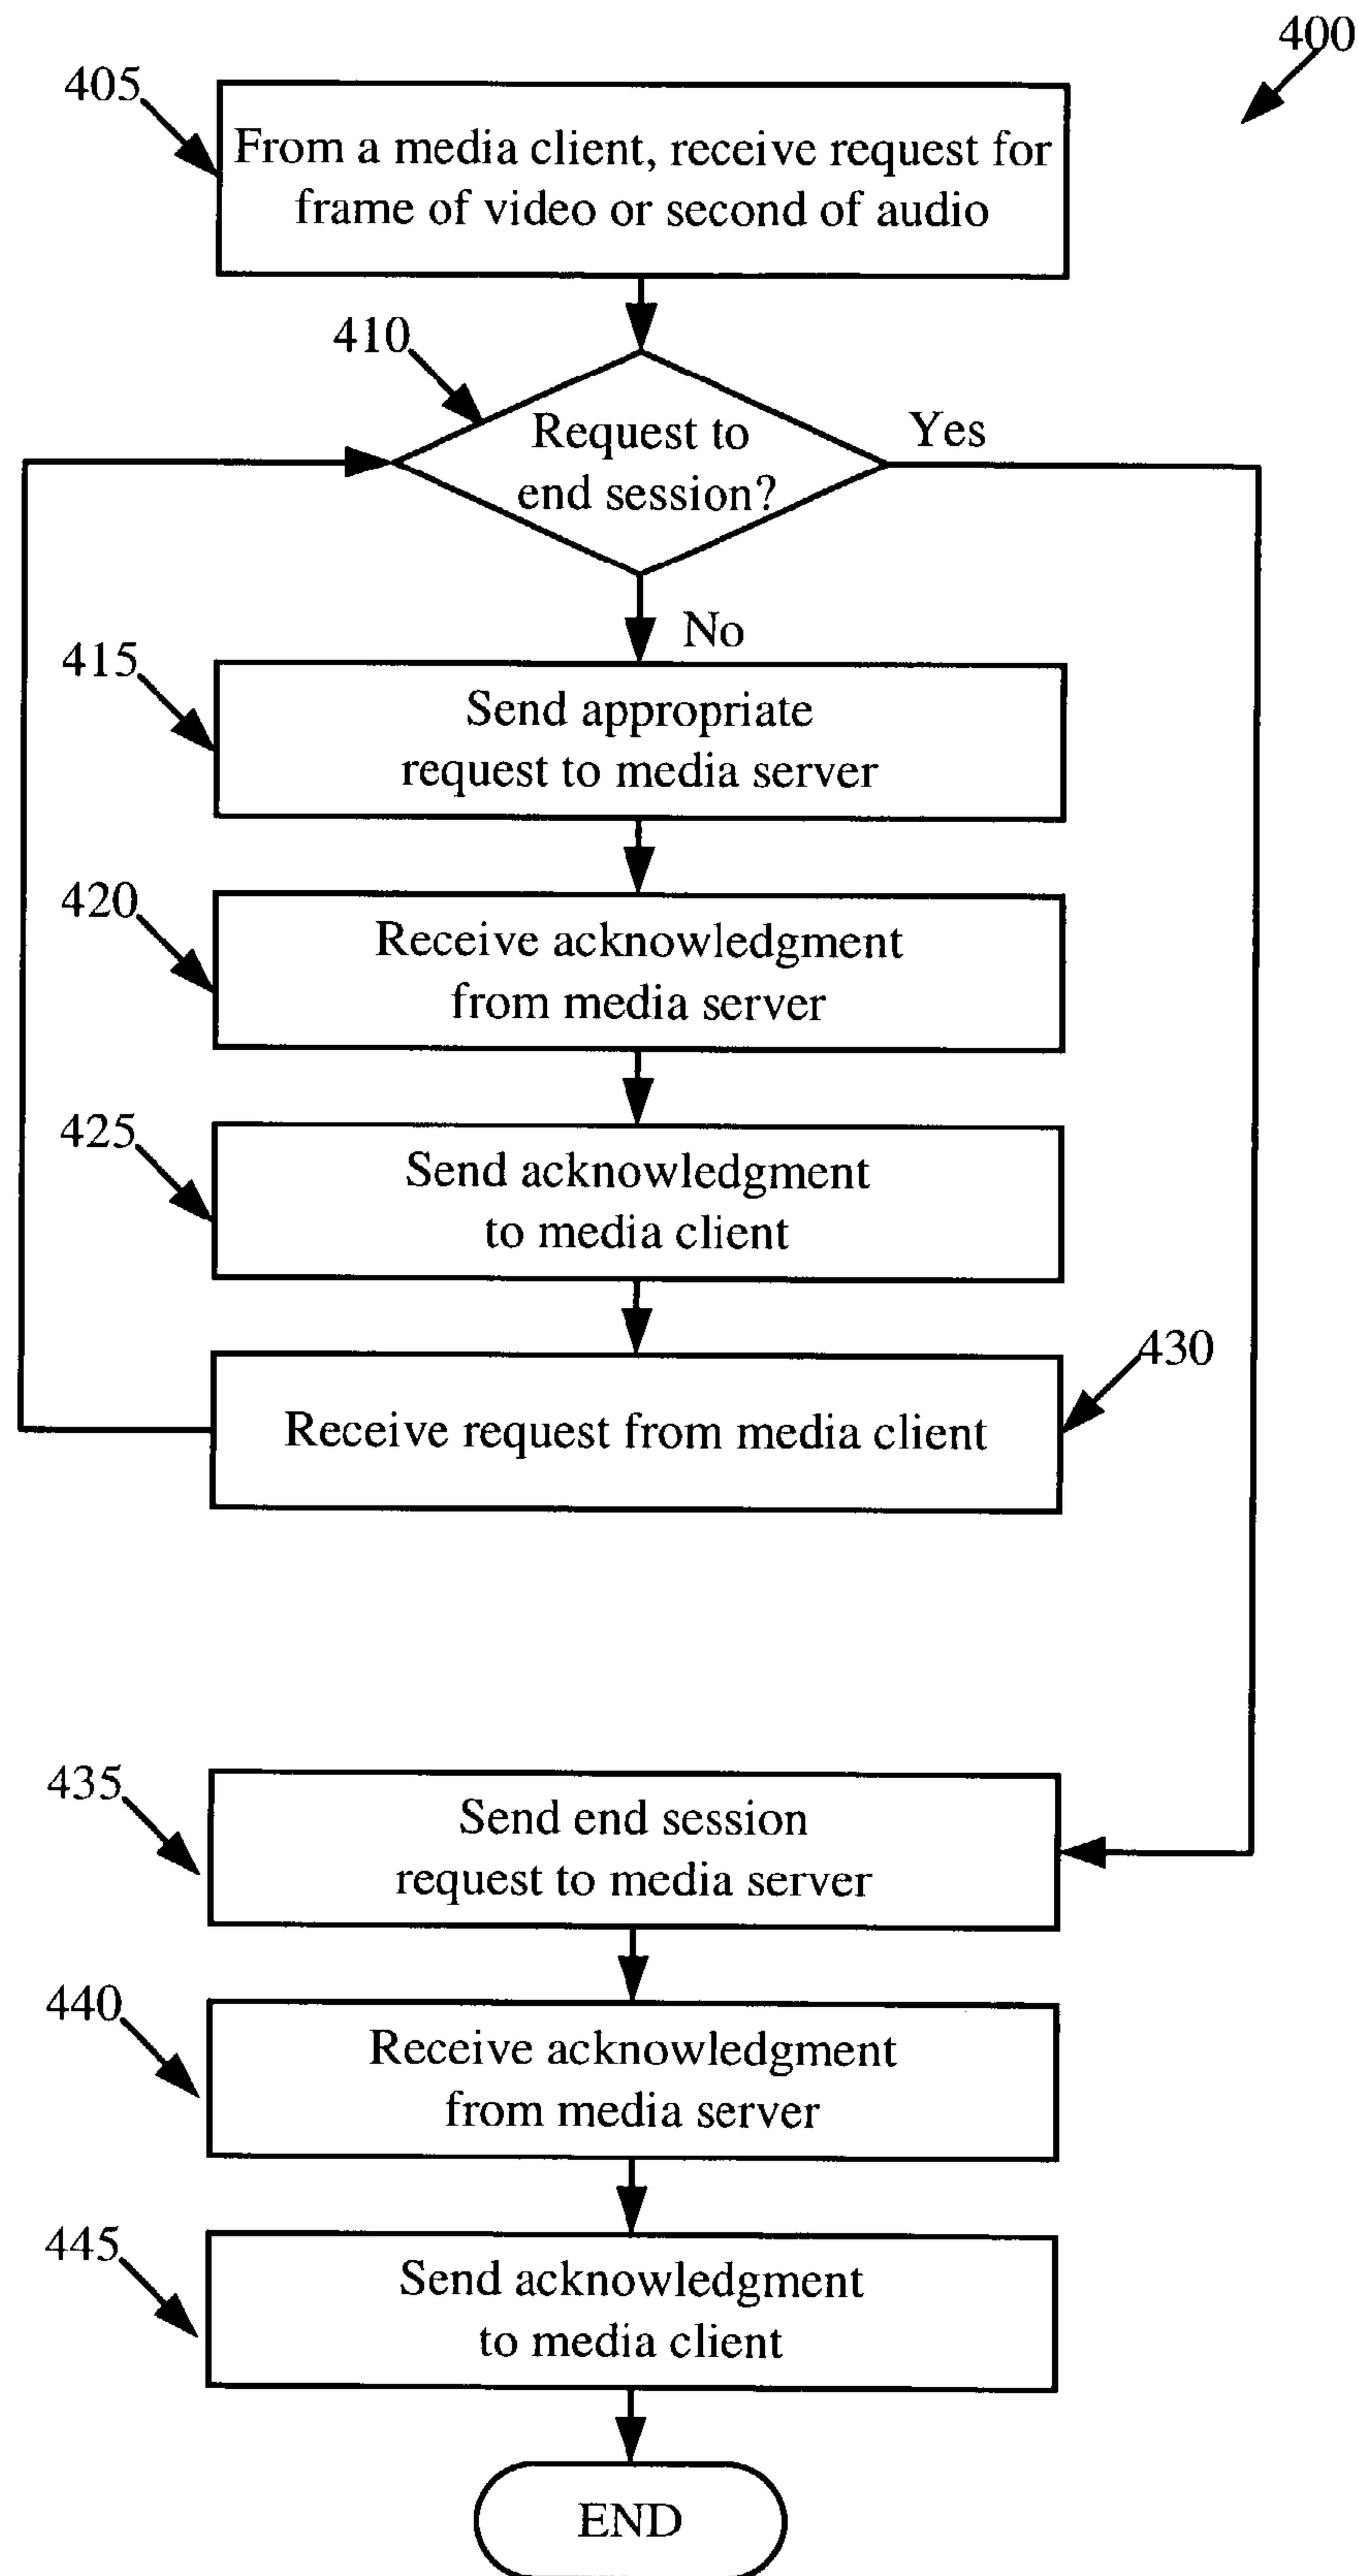 400
405
From a media client, receive request for
frame of video or second of audio
410
Request to
end session?
Yes
No
415
Send appropriate
request to media server
420
Receive acknowledgment
from media server
425
Send acknowledgment
to media client
430
Receive request from media client
435
Send end session
request to media server
440
Receive acknowledgment
from media server
445
Send acknowledgment
to media client
END